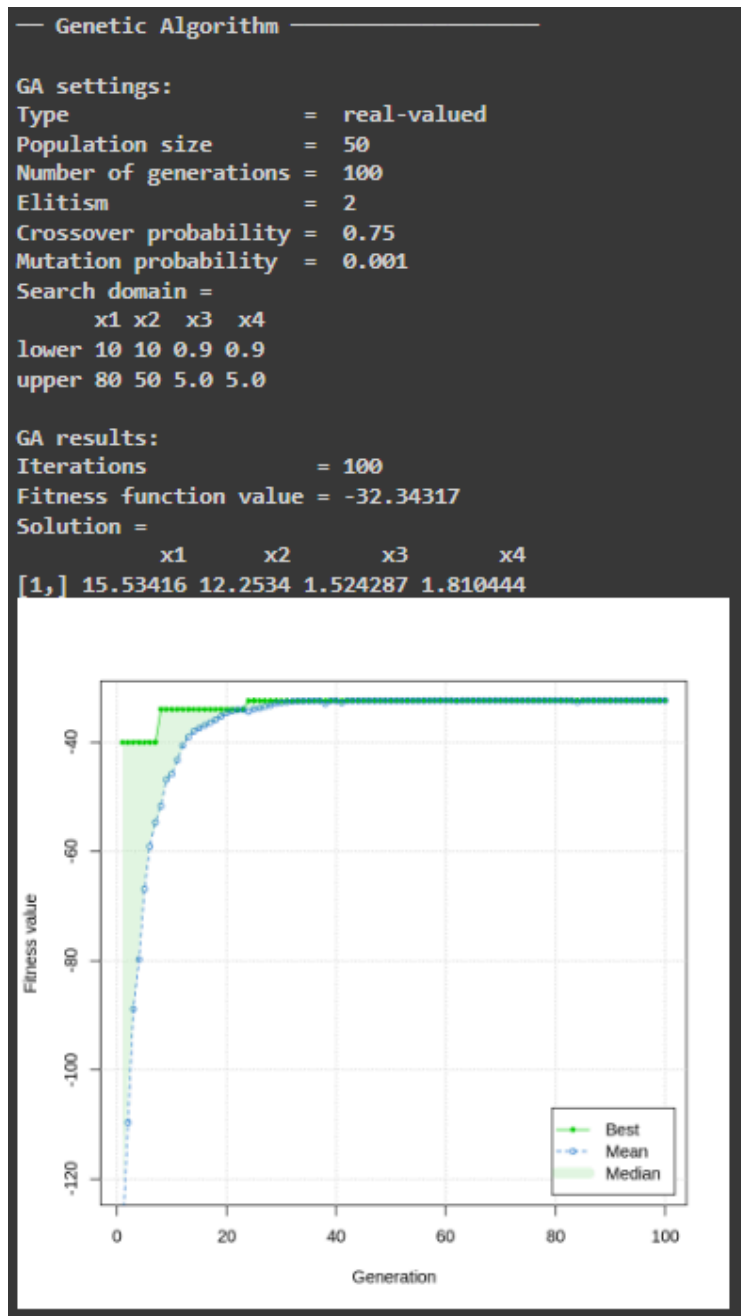 ── Genetic Algorithm ───────────────────
GA settings:
Type                  =  real-valued
Population size       =  50
Number of generations =  100
Elitism               =  2
Crossover probability =  0.75
Mutation probability  =  0.001
Search domain =
      x1 x2  x3  x4
lower 10 10 0.9 0.9
upper 80 50 5.0 5.0
GA results:
Iterations             = 100
Fitness function value = -32.34317
Solution =
           x1      x2       x3       x4
[1,] 15.53416 12.2534 1.524287 1.810444
-40
-60
-80
-100
-120
Fitness value
Best
Mean
Median
0 20 40 60 80 100
Generation